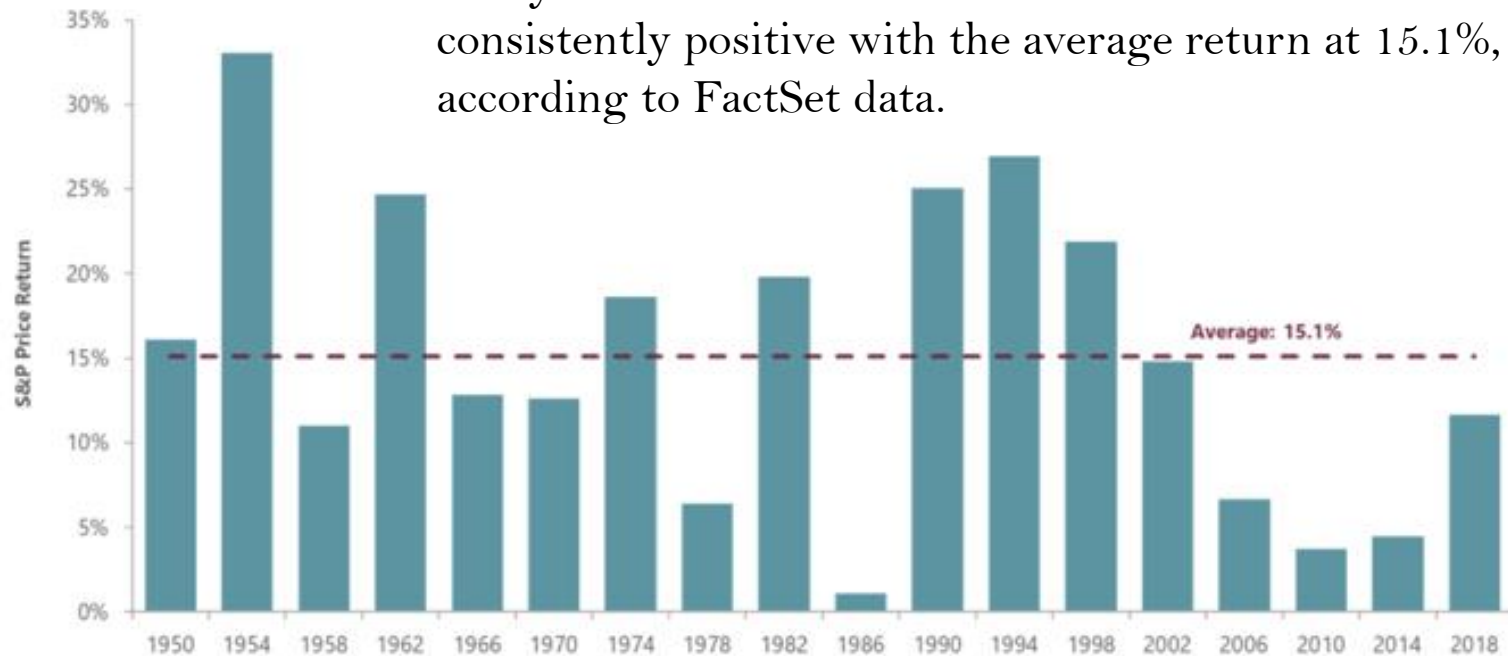 consistently positive with the average return at 15.1%,
according to FactSet data.
35%
30%
25%
20%
15%
10%
5%
0%
S&P Price Return
Average: 15.1%
1950 1954 1958 1962 1966 1970 1974 1978 1982 1986 1990 1994 1998 2002 2006 2010 2014 2018